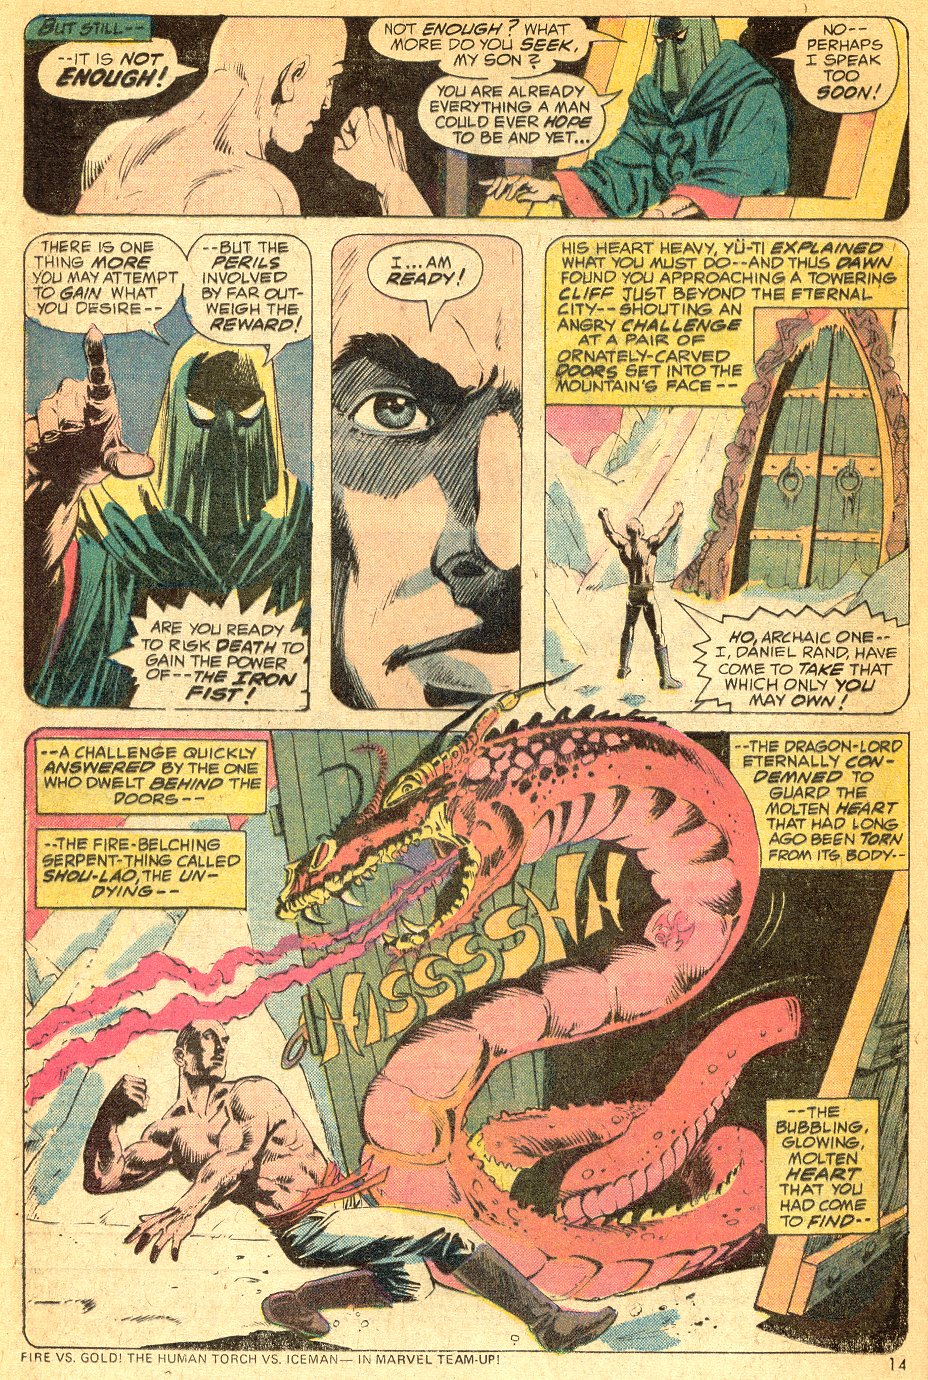 BUT STILL--
--IT IS NOT
ENOUGH!
NOT ENOUGH? WHAT
MORE DO YOU SEEK,
MY SON?
YOU ARE ALREADY
EVERYTHING A MAN
COULD EVER HOPE
TO BE AND YET...
NO--
PERHAPS
I SPEAK
TOO
SOON!
THERE IS ONE
THING MORE
YOU MAY ATTEMPT
TO GAIN WHAT
YOU DESIRE--
--BUT THE
PERILS
INVOLVED
BY FAR OUT-
WEIGH THE
REWARD!
ARE YOU READY
TO RISK DEATH TO
GAIN THE POWER
OF--THE IRON
FIST!
I...AM
READY!
HIS HEART HEAVY, YÜ-TI EXPLAINED
WHAT YOU MUST DO--AND THUS DAWN
FOUND YOU APPROACHING A TOWERING
CLIFF JUST BEYOND THE ETERNAL
CITY--SHOUTING AN
ANGRY CHALLENGE
AT A PAIR OF
ORNATELY-CARVED
DOORS SET INTO THE
MOUNTAIN'S FACE--
HO, ARCHAIC ONE--
I, DANIEL RAND, HAVE
COME TO TAKE THAT
WHICH ONLY YOU
MAY OWN!
--A CHALLENGE QUICKLY
ANSWERED BY THE ONE
WHO DWELT BEHIND THE
DOORS--
--THE FIRE-BELCHING
SERPENT-THING CALLED
SHOU-LAO, THE UN-
DYING--
HISSSSSHH
--THE DRAGON-LORD
ETERNALLY CON-
DEMNED TO
GUARD THE
MOLTEN HEART
THAT HAD LONG
AGO BEEN TORN
FROM ITS BODY--
--THE
BUBBLING,
GLOWING,
MOLTEN
HEART
THAT YOU
HAD COME
TO FIND--
FIRE VS. GOLD! THE HUMAN TORCH VS. ICEMAN— IN MARVEL TEAM-UP!
14